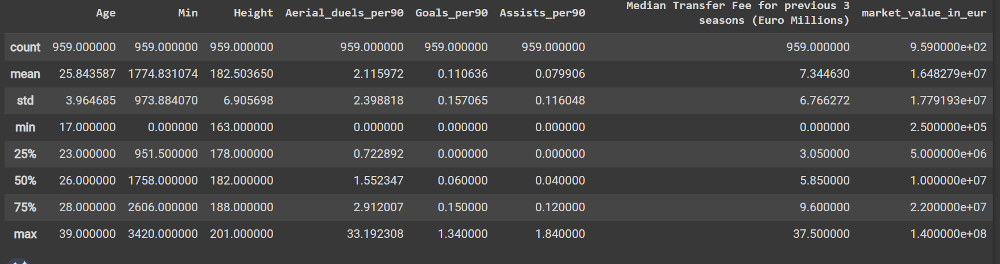 Age Min Height Aerial_duels_per90 Goals_per90 Assists_per90 Median Transfer Fee for previous 3 seasons (Euro Millions) market_value_in_eur
count 959.000000 959.000000 959.000000 959.000000 959.000000 959.000000 959.000000 9.590000e+02
mean 25.843587 1774.831074 182.503650 2.115972 0.110636 0.079906 7.344630 1.648279e+07
std 3.964685 973.884070 6.905698 2.398818 0.157065 0.116048 6.766272 1.779193e+07
min 17.000000 0.000000 163.000000 0.000000 0.000000 0.000000 0.000000 2.500000e+05
25% 23.000000 951.500000 178.000000 0.722892 0.000000 0.000000 3.050000 5.000000e+06
50% 26.000000 1758.000000 182.000000 1.552347 0.060000 0.040000 5.850000 1.000000e+07
75% 28.000000 2606.000000 188.000000 2.912007 0.150000 0.120000 9.600000 2.200000e+07
max 39.000000 3420.000000 201.000000 33.192308 1.340000 1.840000 37.500000 1.400000e+08